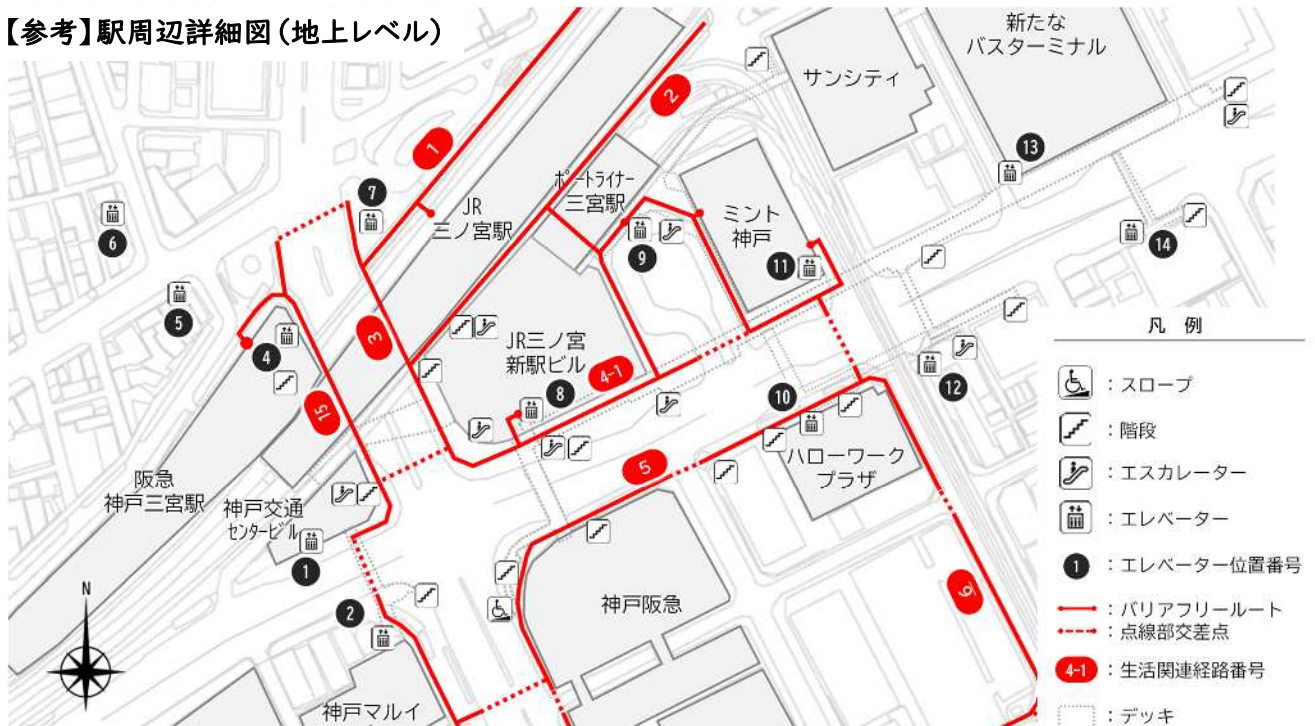 【参考】駅周辺詳細図(地上レベル)
新たな
バスターミナル
サンシティ
2
1
13
7
JR
三ノ宮駅
ポートライナー
三宮駅
ミント
神戸
6
14
9
11
5
凡 例
3
4
JR三ノ宮
新駅ビル
4-1
12
:スロープ
8
10
15
:階段
阪急
神戸三宮駅
神戸交通
センタービル
5
ハローワーク
プラザ
:エスカレーター
:エレベーター
1
1
:エレベーター位置番号
N
2
神戸阪急
6
:バリアフリールート
:点線部交差点
4-1
:生活関連経路番号
神戸マルイ
:デッキ